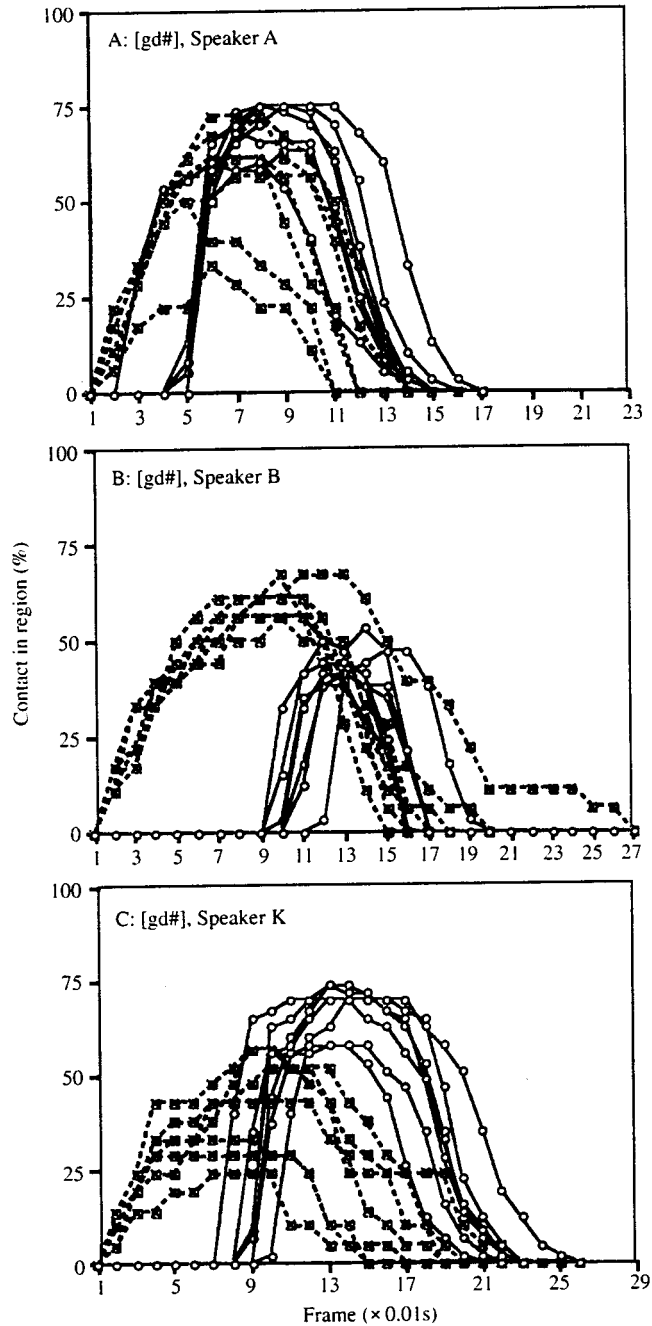 A: [gd#], Speaker A
100
75
50
25
0
1 3 5 7 9 11 13 15 17 19 21 23
B: [gd#], Speaker B
100
75
50
25
0
1 3 5 7 9 11 13 15 17 19 21 23 25 27
Contact in region (%)
C: [gd#], Speaker K
100
75
50
25
0
1 5 9 13 17 21 25 29
Frame (× 0.01s)